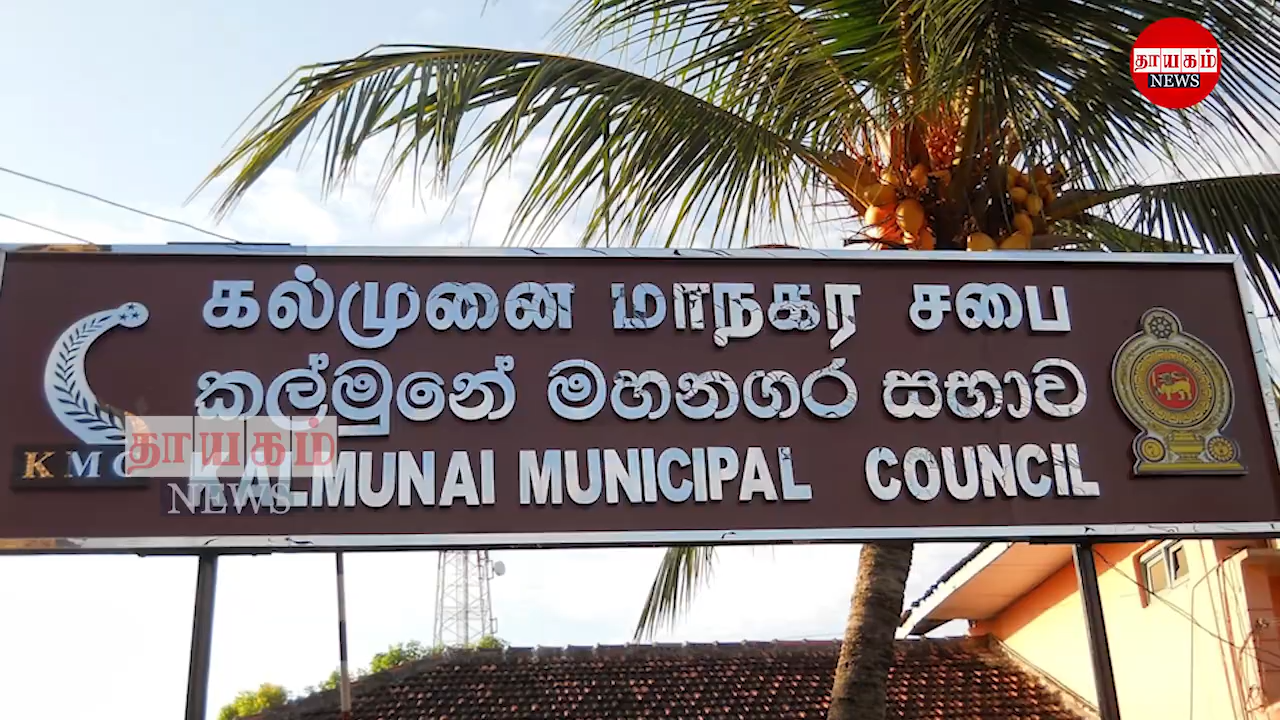 தாயகம்
NEWS
கல்முனை மாநகர சபை
කල්මුනේ මහනගර සභාව
KALMUNAI MUNICIPAL COUNCIL
KMC
தாயகம்
NEWS